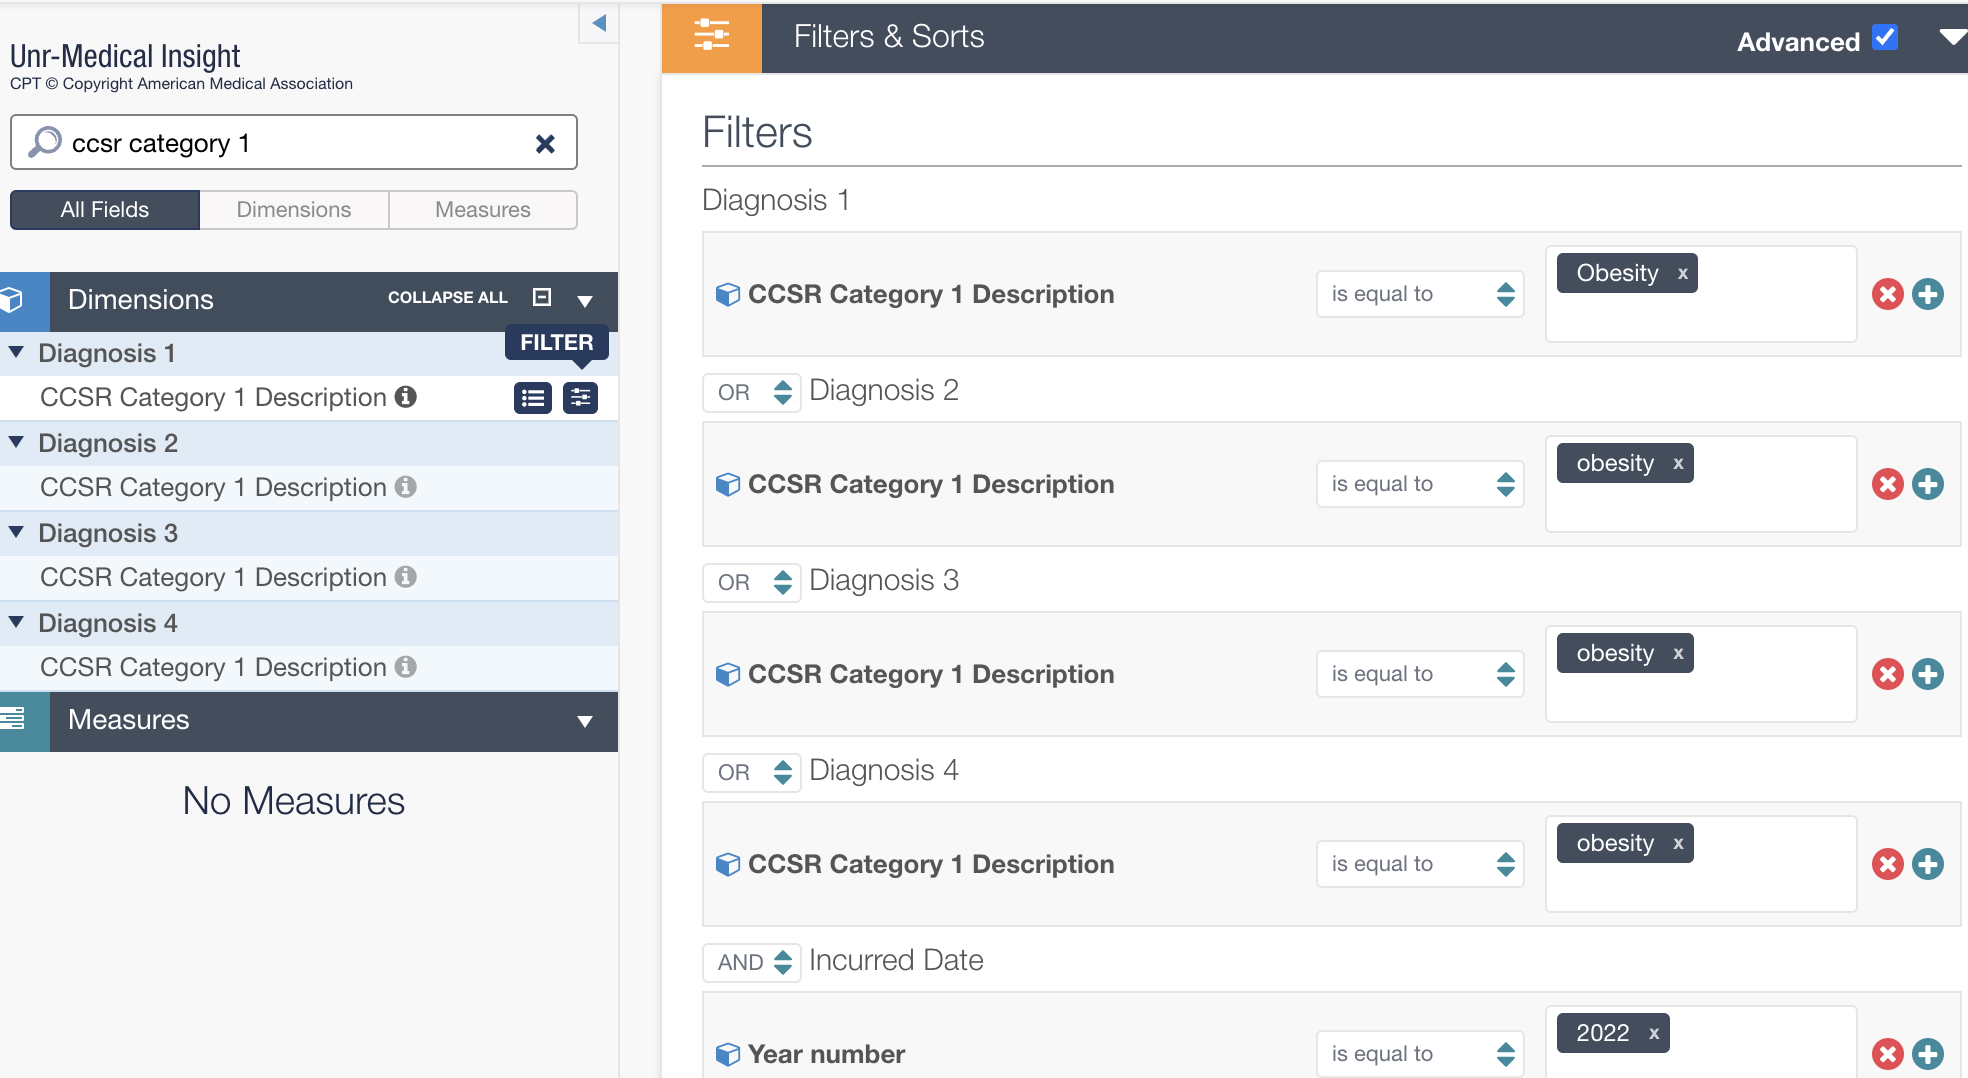 Unr-Medical Insight
CPT © Copyright American Medical Association
ccsr category 1
All Fields Dimensions Measures
Dimensions COLLAPSE ALL
FILTER
Diagnosis 1
CCSR Category 1 Description
Diagnosis 2
CCSR Category 1 Description
Diagnosis 3
CCSR Category 1 Description
Diagnosis 4
CCSR Category 1 Description
Measures
No Measures
Filters & Sorts Advanced
Filters
Diagnosis 1
CCSR Category 1 Description is equal to Obesity x
OR Diagnosis 2
CCSR Category 1 Description is equal to obesity x
OR Diagnosis 3
CCSR Category 1 Description is equal to obesity x
OR Diagnosis 4
CCSR Category 1 Description is equal to obesity x
AND Incurred Date
Year number is equal to 2022 x